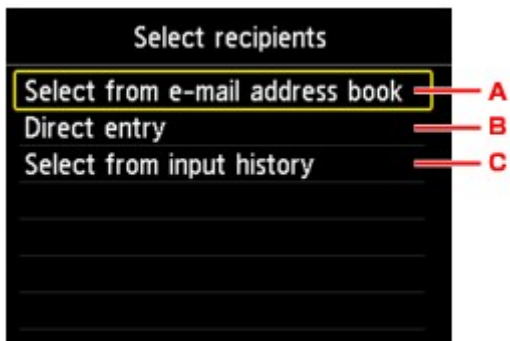 Select recipients
Select from e-mail address book A
Direct entry B
Select from input history C